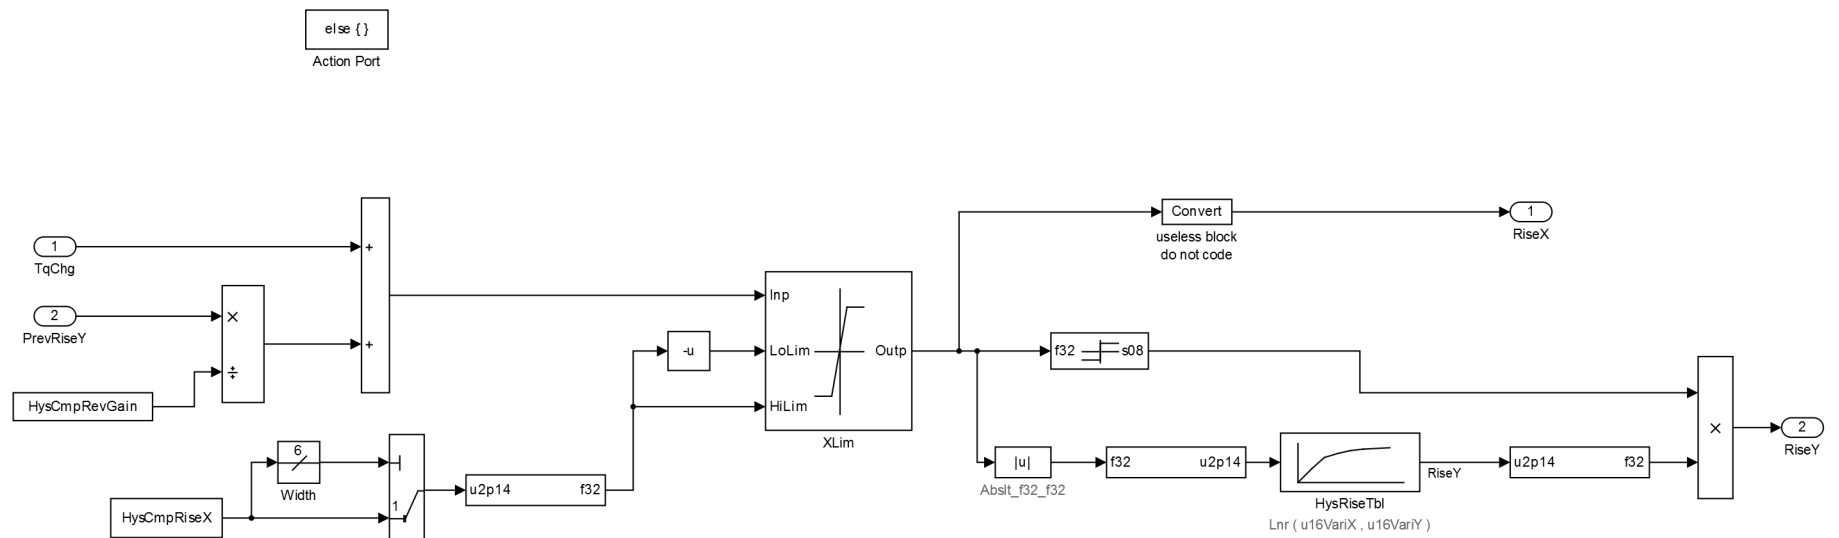 else { }
Action Port
1
TqChg
2
PrevRiseY
×
÷
HysCmpRevGain
+
+
6
Width
HysCmpRiseX
1
u2p14 f32
-u
Inp
LoLim
HiLim
Outp
XLim
Convert
useless block
do not code
1
RiseX
f32 s08
|u|
Abslt_f32_f32
f32 u2p14
RiseY
HysRiseTbl
Lnr ( u16VariX , u16VariY )
u2p14 f32
×
2
RiseY